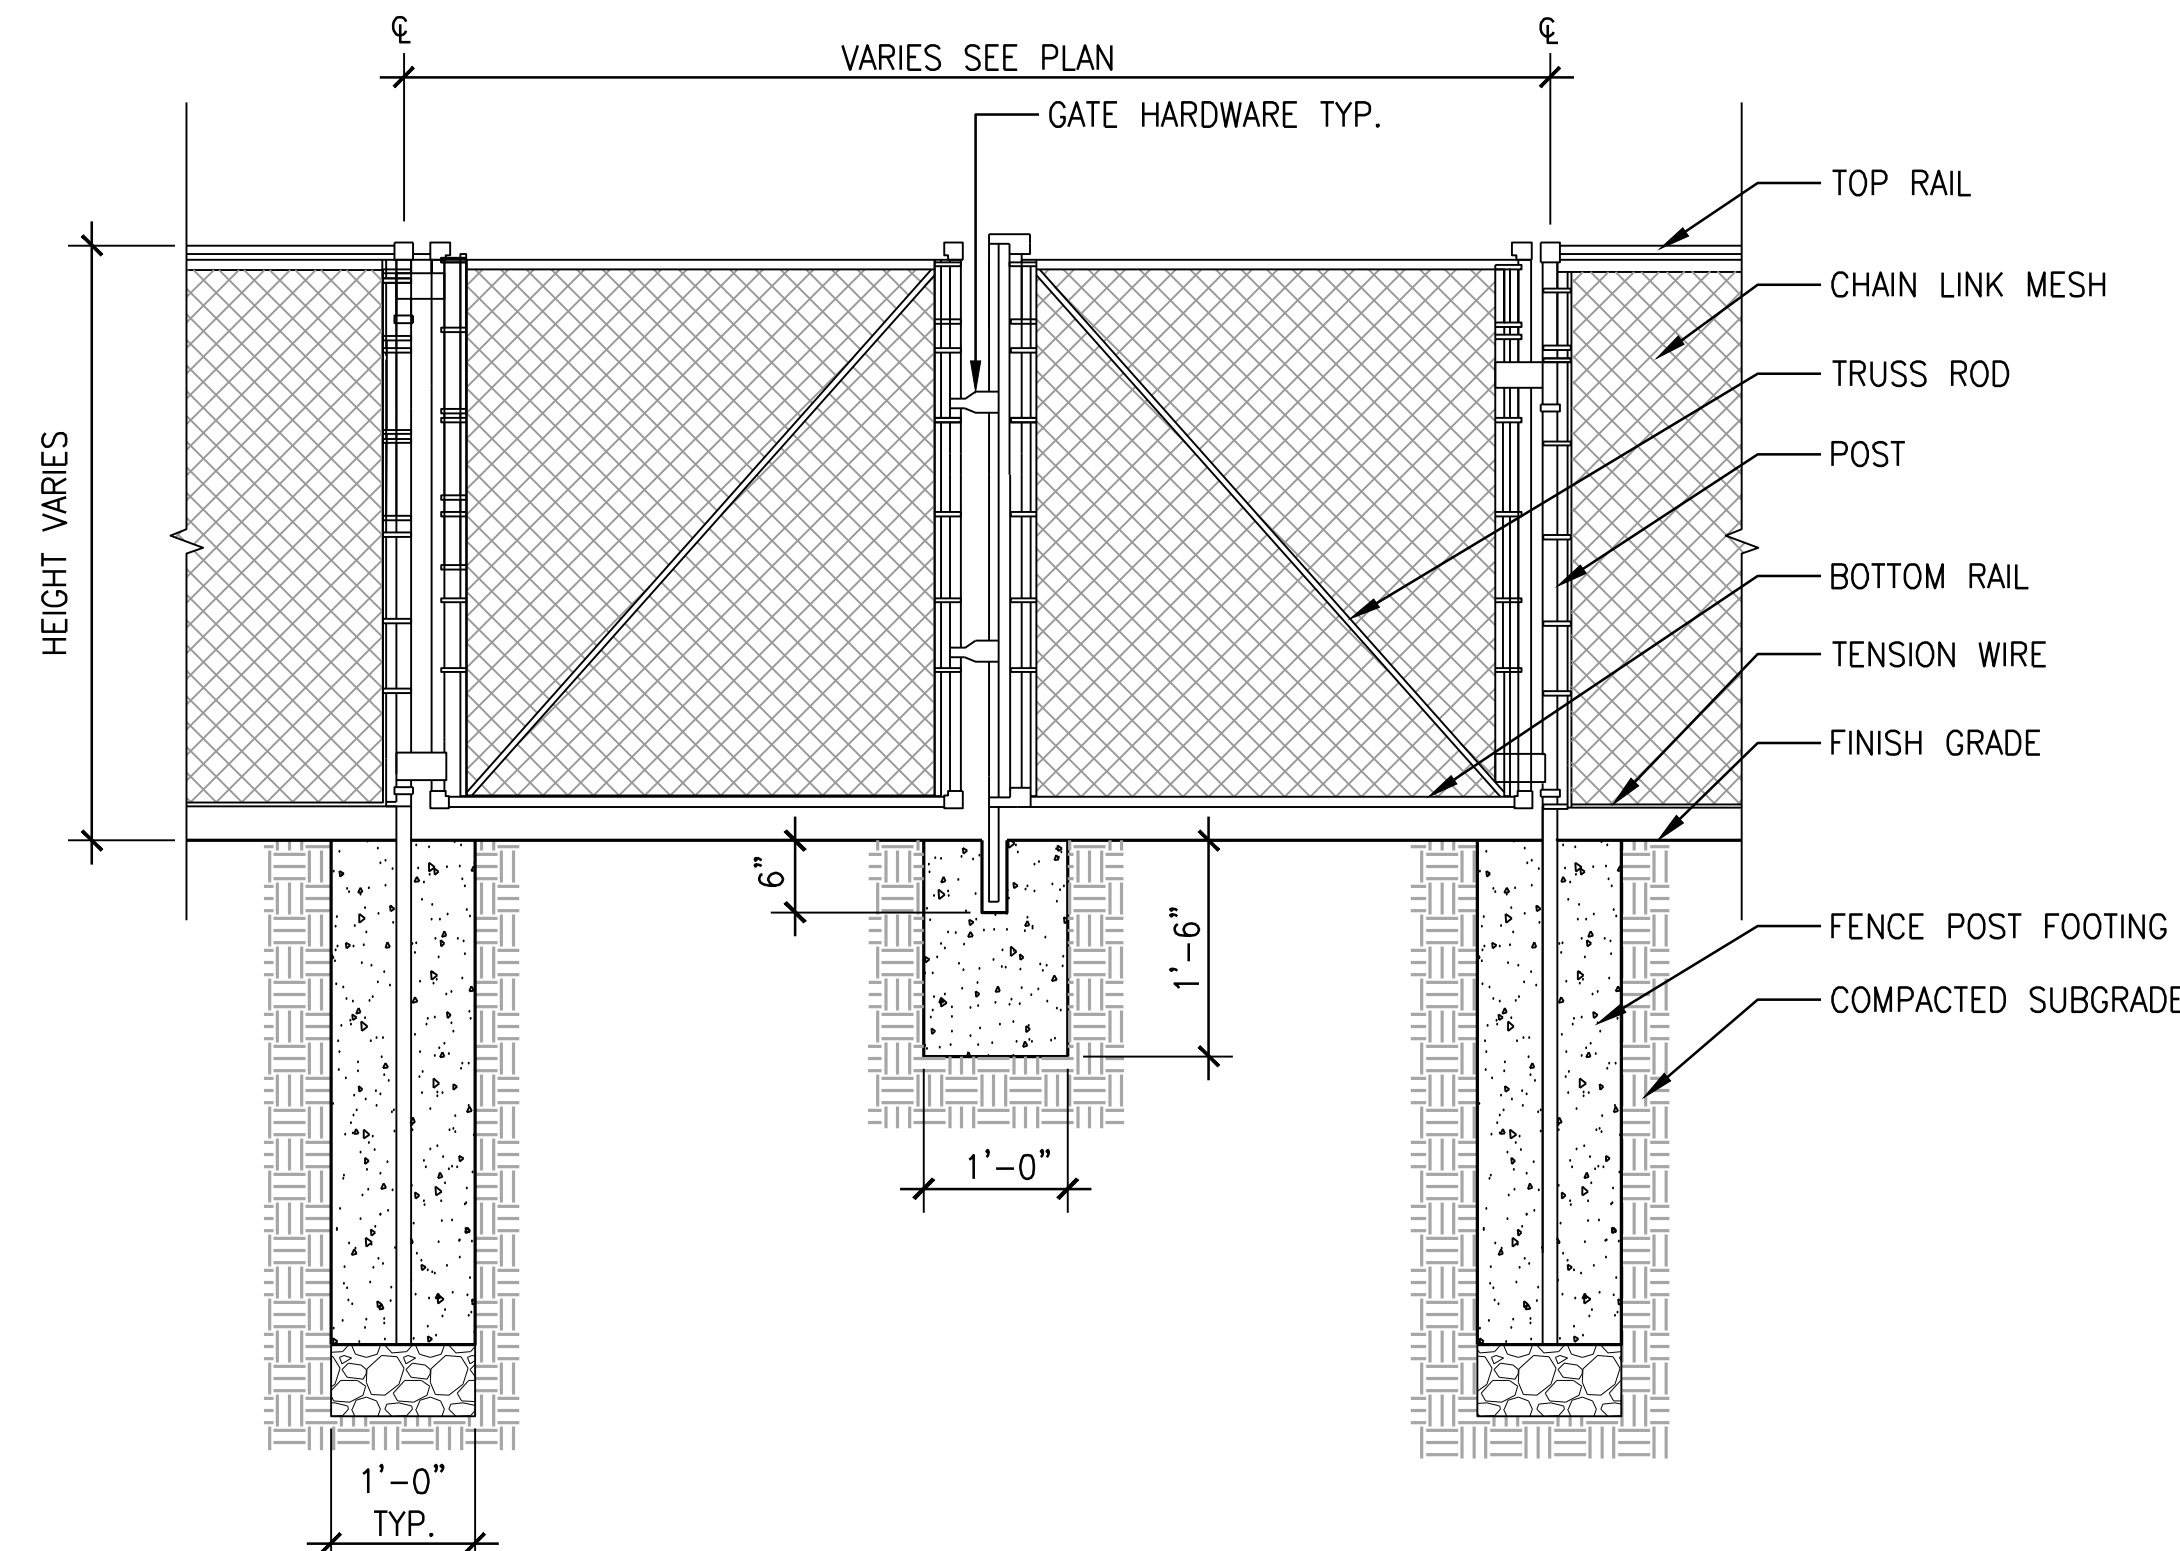 ℄ ℄
VARIES SEE PLAN
GATE HARDWARE TYP.
TOP RAIL
CHAIN LINK MESH
TRUSS ROD
POST
HEIGHT VARIES
BOTTOM RAIL
TENSION WIRE
FINISH GRADE
6"
1'-6"
FENCE POST FOOTING
COMPACTED SUBGRADE
1'-0"
1'-0"
TYP.